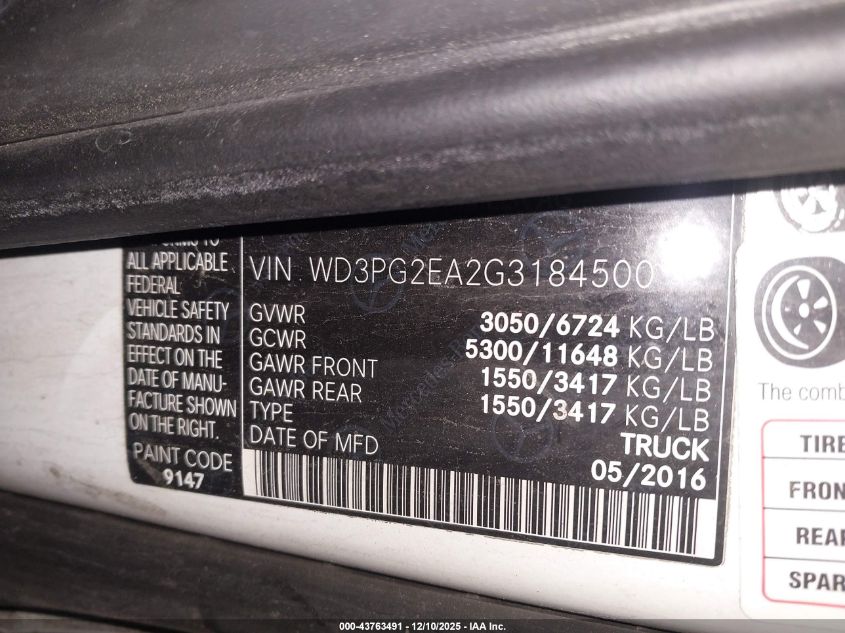 ALL APPLICABLE
FEDERAL
VEHICLE SAFETY
STANDARDS IN
EFFECT ON THE
DATE OF MANU-
FACTURE SHOWN
ON THE RIGHT.
PAINT CODE
9147
VIN WD3PG2EA2G3184500
GVWR 3050/6724 KG/LB
GCWR 5300/11648 KG/LB
GAWR FRONT 1550/3417 KG/LB
GAWR REAR 1550/3417 KG/LB
TYPE TRUCK
DATE OF MFD 05/2016
The comb
TIRE
FRON
REAR
SPAR
000-43763491 - 12/10/2025 - IAA Inc.